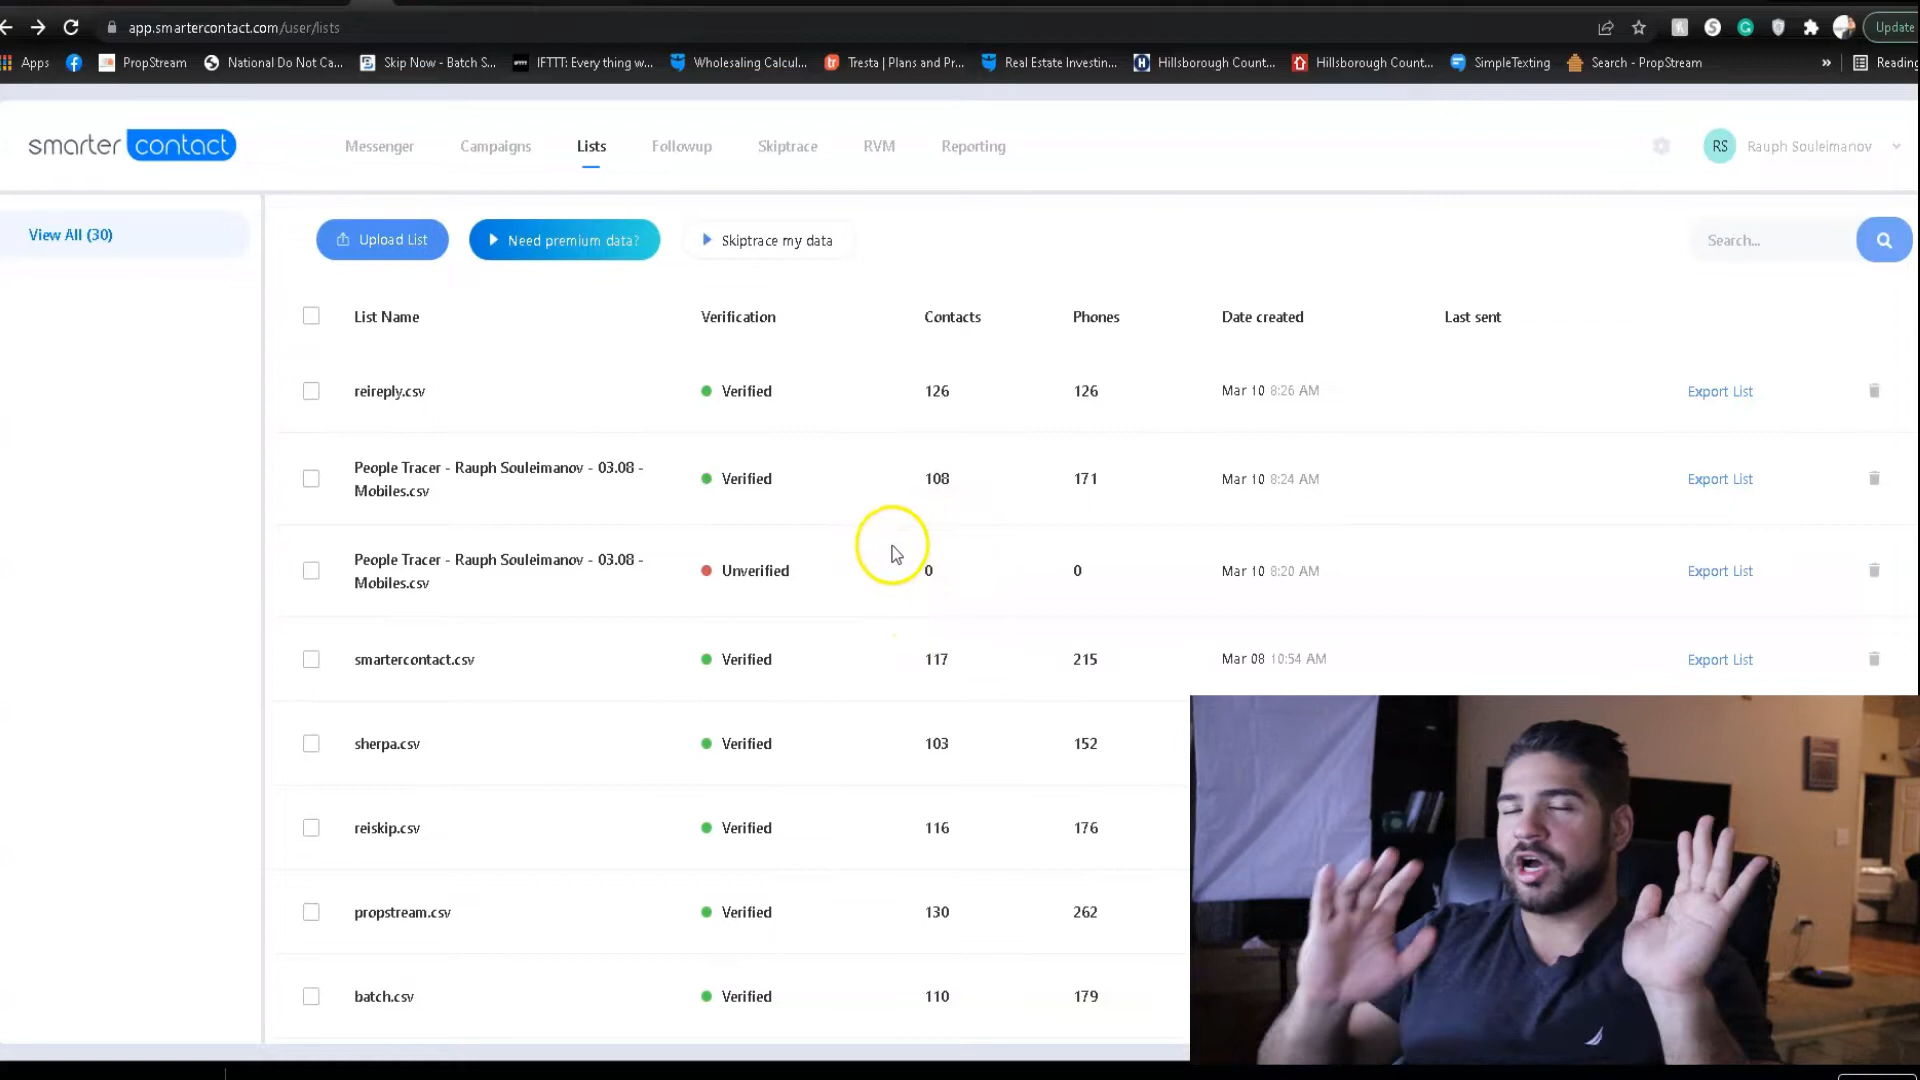 app.smartercontact.com/user/lists
Update
Apps
PropStream
National Do Not Ca...
Skip Now - Batch S...
IFTTT: Every thing w...
Wholesaling Calcul...
Tresta | Plans and Pr...
Real Estate Investin...
Hillsborough Count...
Hillsborough Count...
SimpleTexting
Search - PropStream
»
Reading
smarter contact
Messenger
Campaigns
Lists
Followup
Skiptrace
RVM
Reporting
RS
Rauph Souleimanov
View All (30)
Upload List
Need premium data?
Skiptrace my data
Search...
List Name Verification Contacts Phones Date created Last sent
reireply.csv Verified 126 126 Mar 10 8:26 AM Export List
People Tracer - Rauph Souleimanov - 03.08 -
Mobiles.csv Verified 108 171 Mar 10 8:24 AM Export List
People Tracer - Rauph Souleimanov - 03.08 -
Mobiles.csv Unverified 0 0 Mar 10 8:20 AM Export List
smartercontact.csv Verified 117 215 Mar 08 10:54 AM Export List
sherpa.csv Verified 103 152
reiskip.csv Verified 116 176
propstream.csv Verified 130 262
batch.csv Verified 110 179